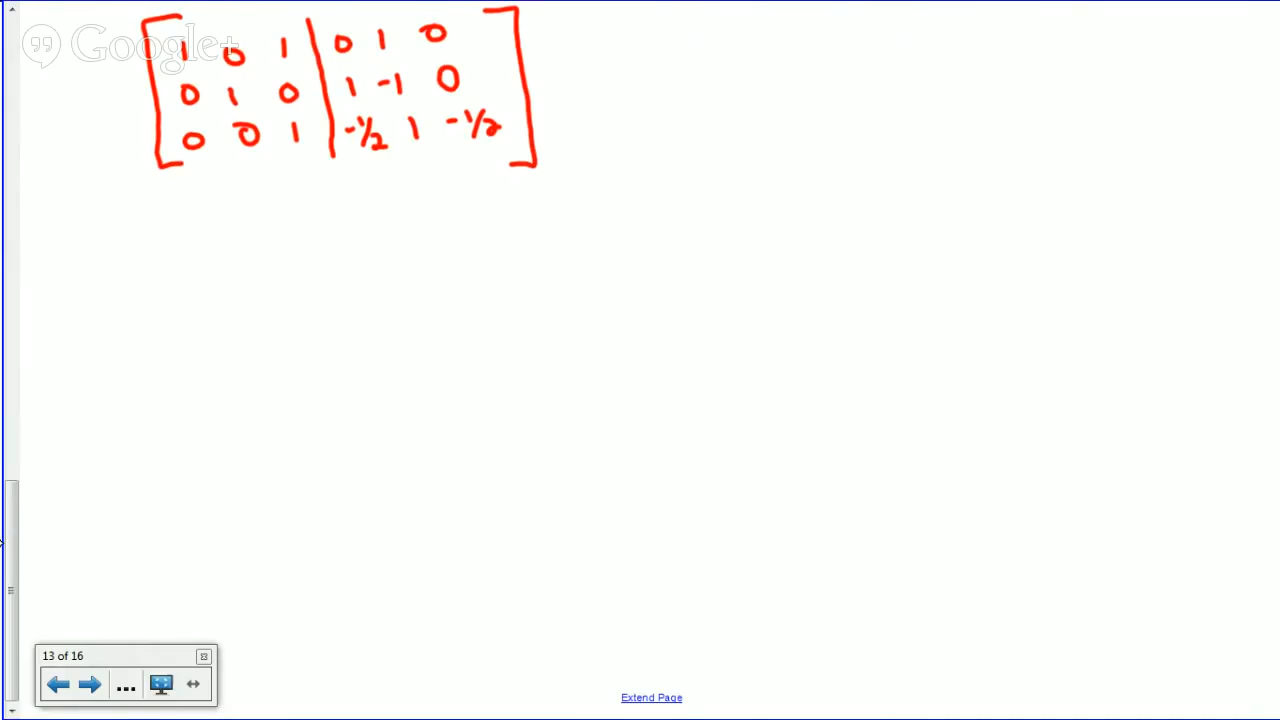 Google+
1 0 1 | 0 1 0
0 1 0 | 1 -1 0
0 0 1 | -1/2 1 -1/2
13 of 16
...
Extend Page